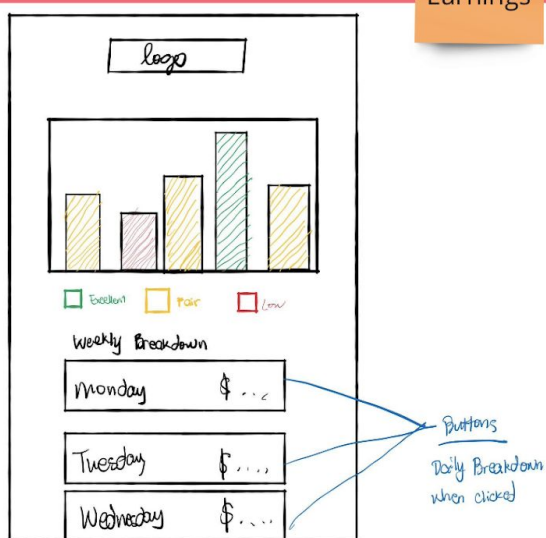 Earnings
logo
Excellent
Fair
Low
Weekly Breakdown
Monday $...
Tuesday $....
Wednesday $....
Buttons
Daily Breakdown
when clicked